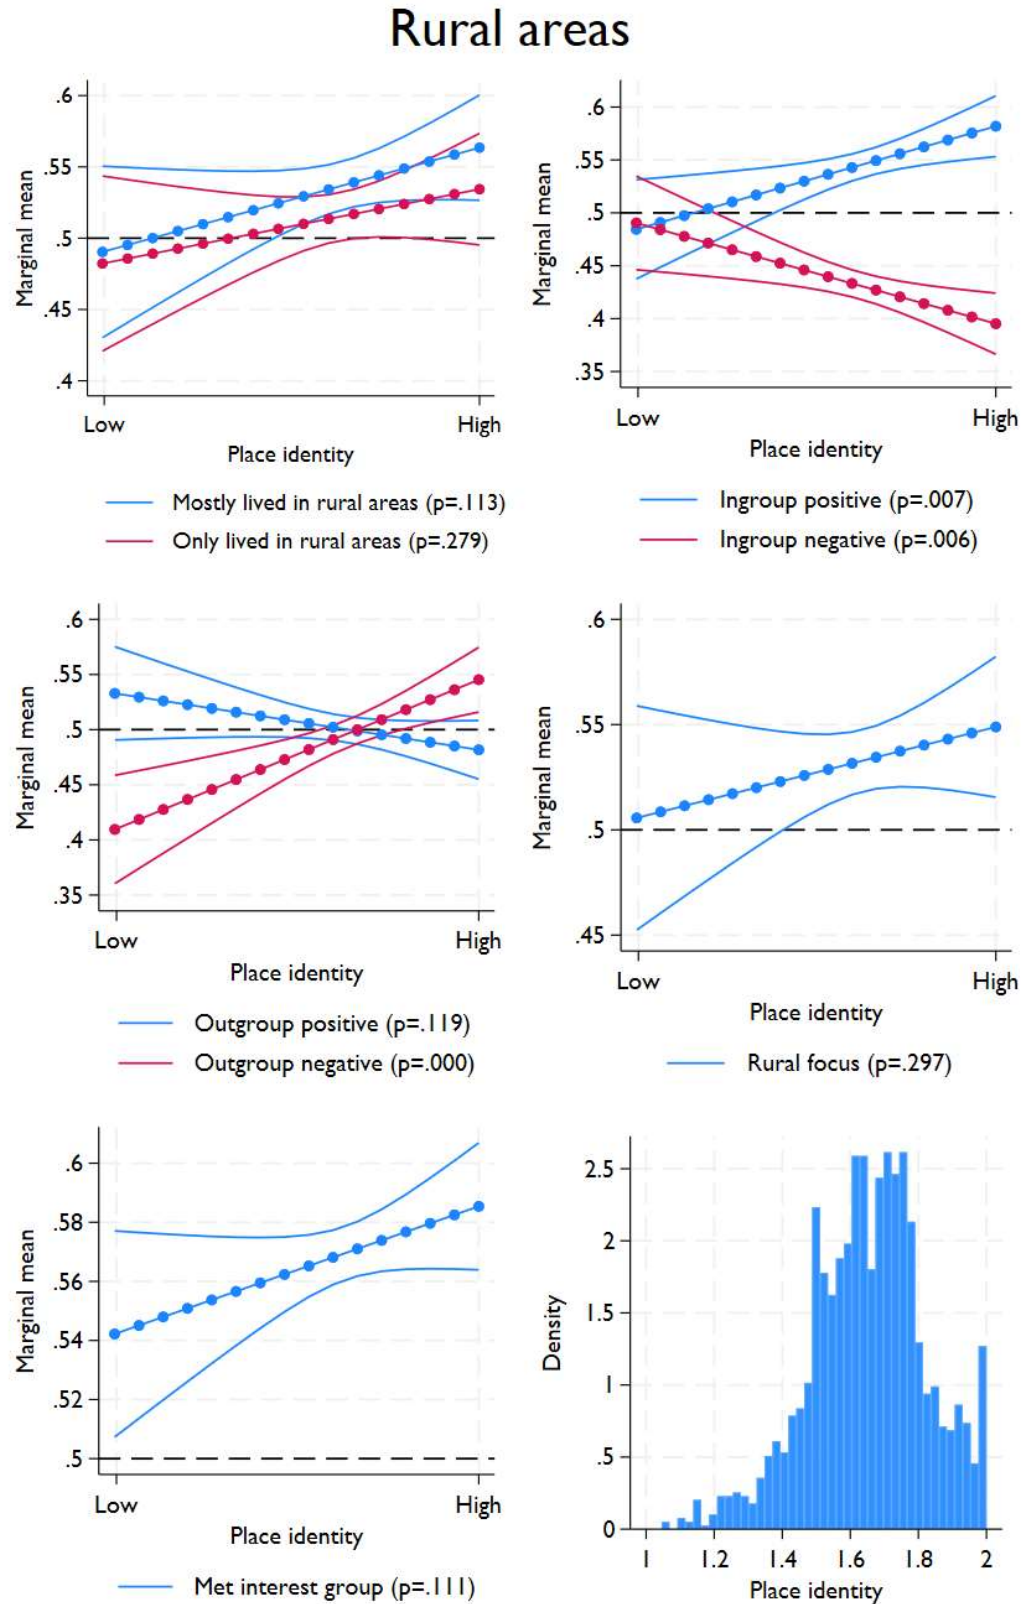 Rural areas
Marginal mean
.6
.55
.5
.45
.4
Low
High
Place identity
Mostly lived in rural areas (p=.113)
Only lived in rural areas (p=.279)
Marginal mean
.6
.55
.5
.45
.4
.35
Low
High
Place identity
Ingroup positive (p=.007)
Ingroup negative (p=.006)
Marginal mean
.6
.55
.5
.45
.4
.35
Low
High
Place identity
Outgroup positive (p=.119)
Outgroup negative (p=.000)
Marginal mean
.6
.55
.5
.45
Low
High
Place identity
Rural focus (p=.297)
Marginal mean
.6
.58
.56
.54
.52
.5
Low
High
Place identity
Met interest group (p=.111)
Density
2.5
2
1.5
1
.5
0
1
1.2
1.4
1.6
1.8
2
Place identity